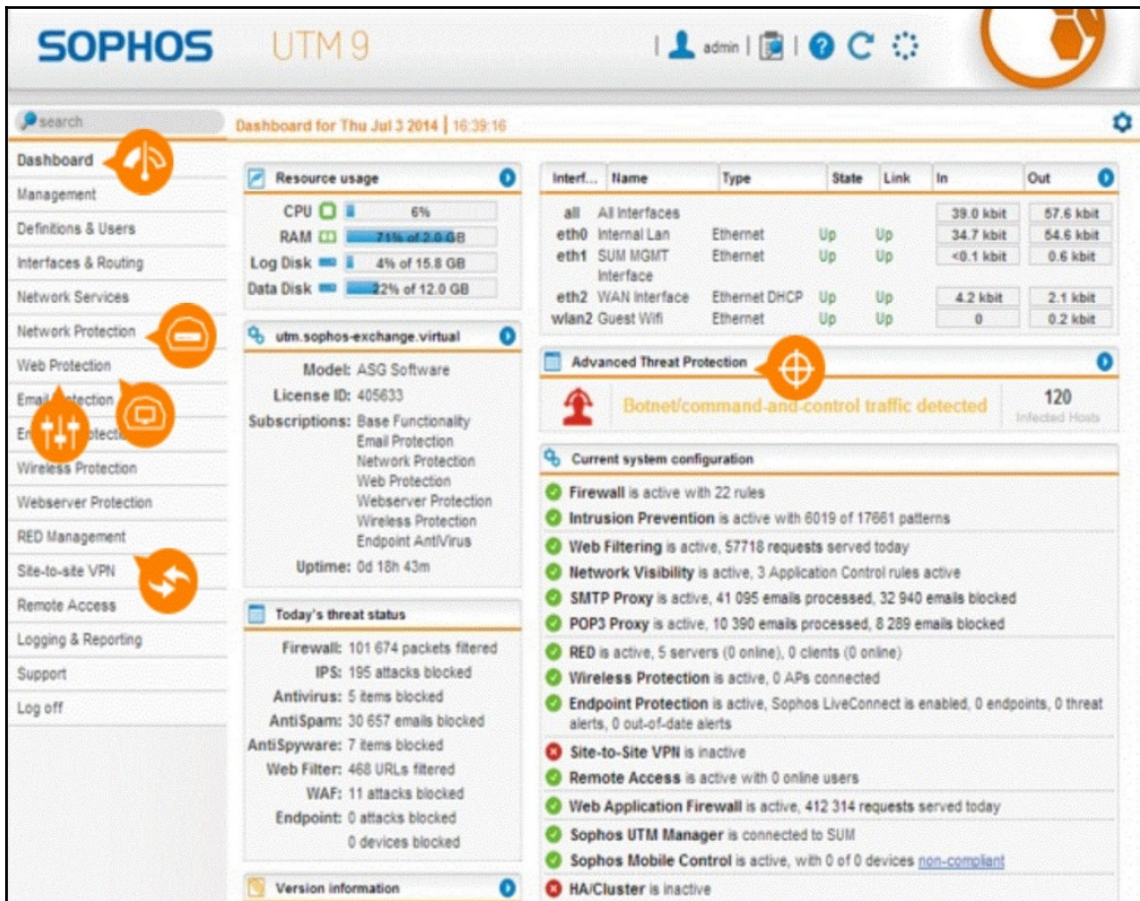 SOPHOS UTM 9
admin
search
Dashboard for Thu Jul 3 2014 | 16:39:16
Dashboard
Management
Definitions & Users
Interfaces & Routing
Network Services
Network Protection
Web Protection
Email
Wireless Protection
Webserver Protection
RED Management
Site-to-site VPN
Remote Access
Logging & Reporting
Support
Log off
Resource usage
CPU 6%
RAM 71% of 2.0 GB
Log Disk 4% of 15.8 GB
Data Disk 22% of 12.0 GB
utm.sophos-exchange.virtual
Model: ASG Software
License ID: 405633
Subscriptions: Base Functionality
Email Protection
Network Protection
Web Protection
Webserver Protection
Wireless Protection
Endpoint AntiVirus
Uptime: 0d 18h 43m
Today's threat status
Firewall: 101 674 packets filtered
IPS: 195 attacks blocked
Antivirus: 5 items blocked
AntiSpam: 30 657 emails blocked
AntiSpyware: 7 items blocked
Web Filter: 468 URLs filtered
WAF: 11 attacks blocked
Endpoint: 0 attacks blocked
0 devices blocked
Version information
Interf... Name Type State Link In Out
all All Interfaces 39.0 kbit 57.6 kbit
eth0 Internal Lan Ethernet Up Up 34.7 kbit 54.6 kbit
eth1 SUM MGMT Ethernet Up Up <0.1 kbit 0.6 kbit
Interface
eth2 WAN Interface Ethernet DHCP Up Up 4.2 kbit 2.1 kbit
wlan2 Guest Wifi Ethernet Up Up 0 0.2 kbit
Advanced Threat Protection
Botnet/command-and-control traffic detected
120
Infected Hosts
Current system configuration
Firewall is active with 22 rules
Intrusion Prevention is active with 6019 of 17661 patterns
Web Filtering is active, 57718 requests served today
Network Visibility is active, 3 Application Control rules active
SMTP Proxy is active, 41 095 emails processed, 32 940 emails blocked
POP3 Proxy is active, 10 390 emails processed, 8 289 emails blocked
RED is active, 5 servers (0 online), 0 clients (0 online)
Wireless Protection is active, 0 APs connected
Endpoint Protection is active, Sophos LiveConnect is enabled, 0 endpoints, 0 threat
alerts, 0 out-of-date alerts
Site-to-Site VPN is inactive
Remote Access is active with 0 online users
Web Application Firewall is active, 412 314 requests served today
Sophos UTM Manager is connected to SUM
Sophos Mobile Control is active, with 0 of 0 devices non-compliant
HA/Cluster is inactive